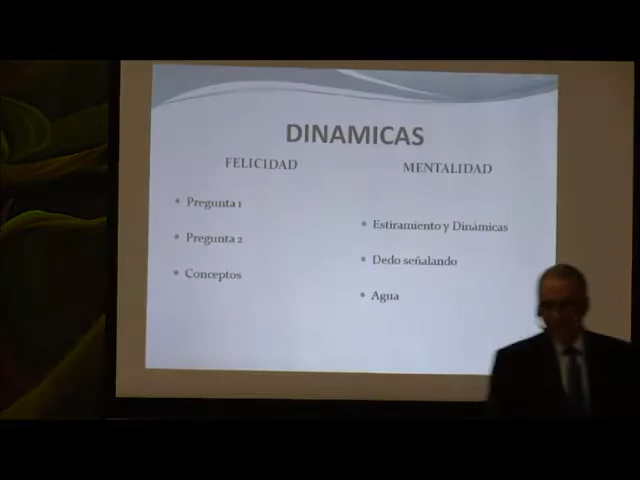 DINAMICAS
FELICIDAD
Pregunta 1
Pregunta 2
Conceptos
MENTALIDAD
Estiramiento y Dinámicas
Dedo señalando
Agua